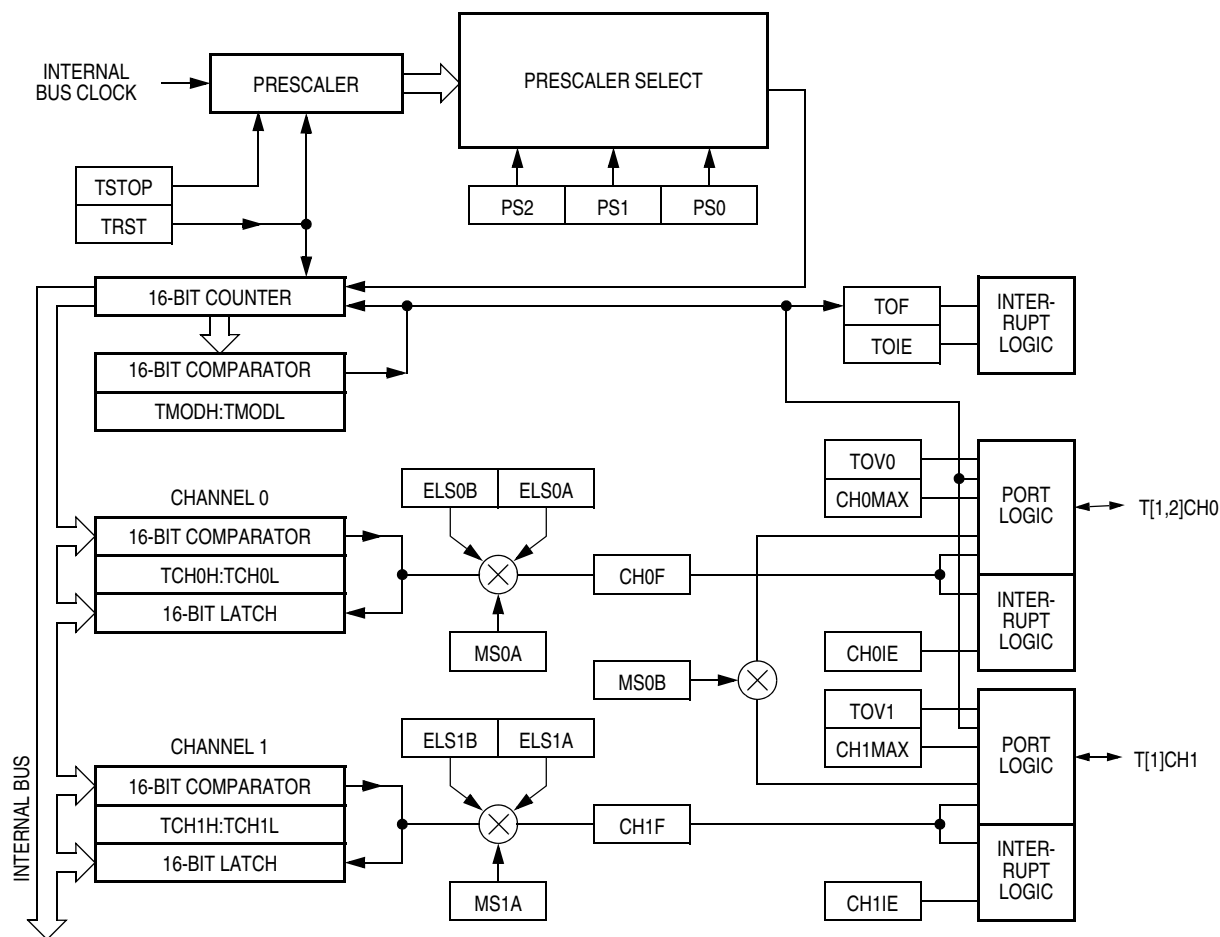 INTERNAL
BUS CLOCK
PRESCALER
PRESCALER SELECT
TSTOP
TRST
PS2
PS1
PS0
16-BIT COUNTER
16-BIT COMPARATOR
TMODH:TMODL
TOF
TOIE
INTER-
RUPT
LOGIC
CHANNEL 0
16-BIT COMPARATOR
TCH0H:TCH0L
16-BIT LATCH
ELS0B
ELS0A
MS0A
CH0F
TOV0
CH0MAX
PORT
LOGIC
T[1,2]CH0
INTER-
RUPT
LOGIC
CH0IE
MS0B
CHANNEL 1
16-BIT COMPARATOR
TCH1H:TCH1L
16-BIT LATCH
ELS1B
ELS1A
MS1A
CH1F
TOV1
CH1MAX
PORT
LOGIC
T[1]CH1
INTER-
RUPT
LOGIC
CH1IE
INTERNAL BUS